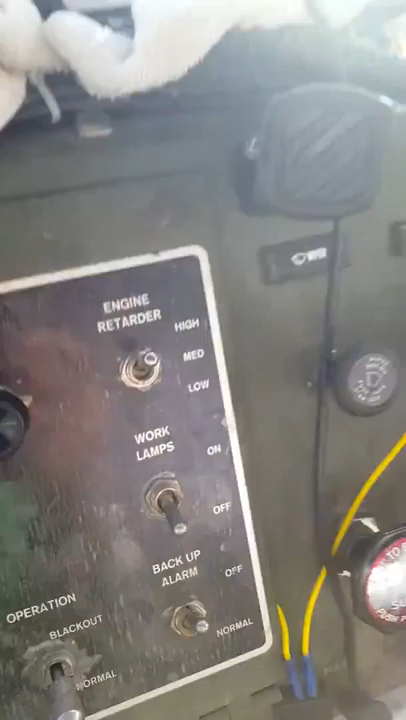 ENGINE
RETARDER
HIGH
MED
LOW
WORK
LAMPS
ON
OFF
BACK UP
ALARM
OFF
NORMAL
OPERATION
BLACKOUT
NORMAL